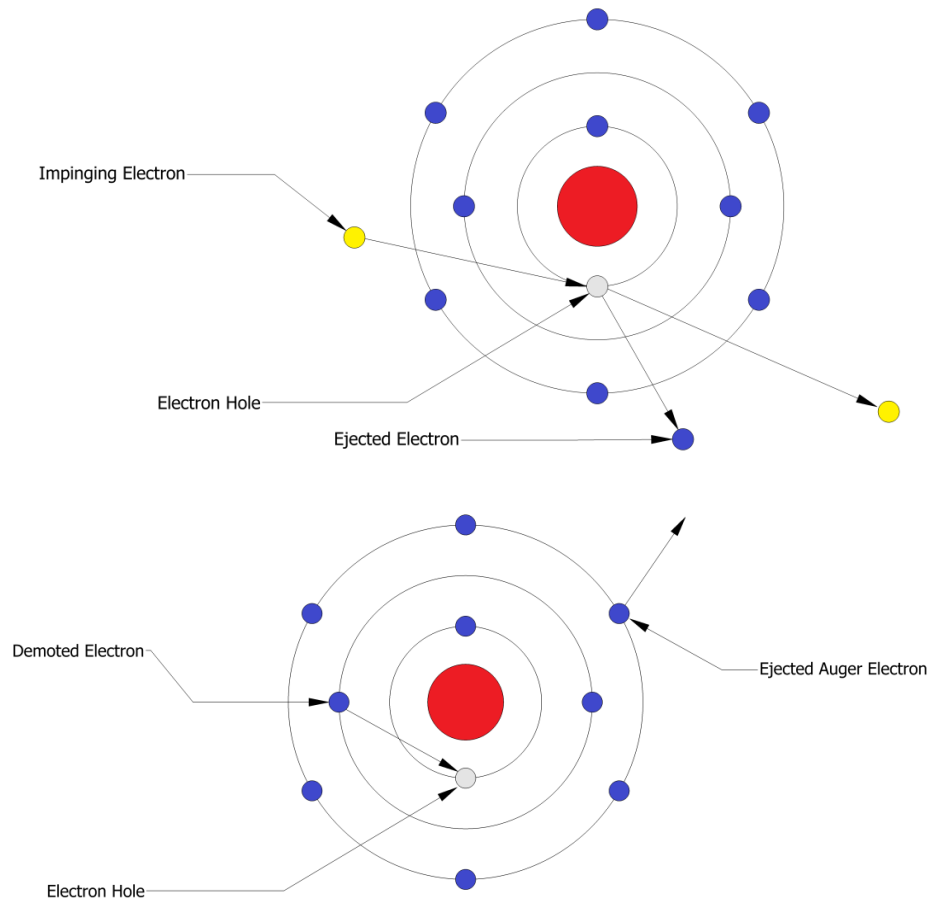 Impinging Electron
Electron Hole
Ejected Electron
Demoted Electron
Ejected Auger Electron
Electron Hole